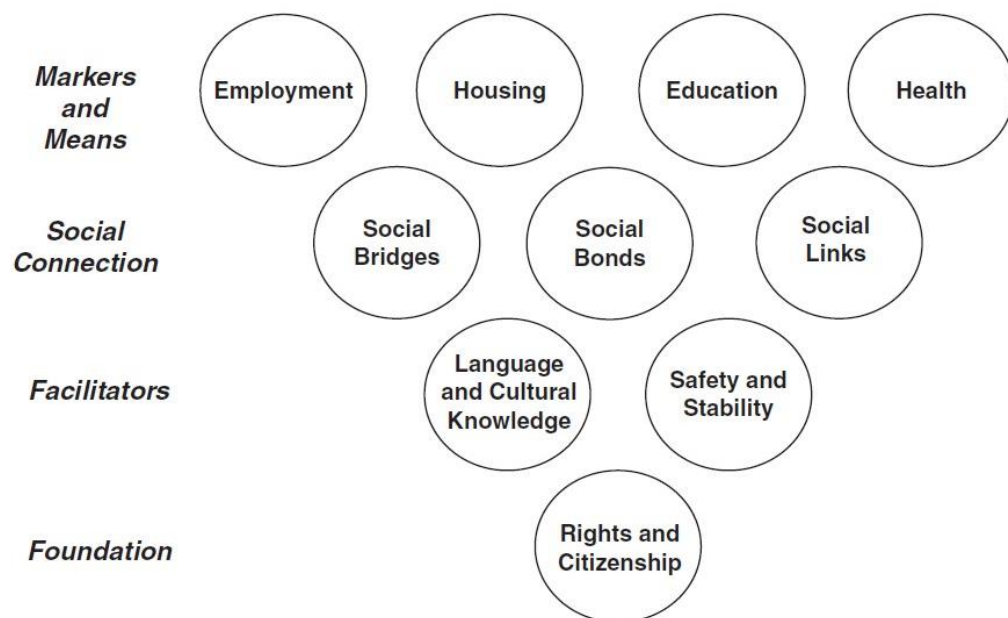 Markers
and
Means
Employment
Housing
Education
Health
Social
Connection
Social
Bridges
Social
Bonds
Social
Links
Facilitators
Language
and Cultural
Knowledge
Safety and
Stability
Foundation
Rights and
Citizenship